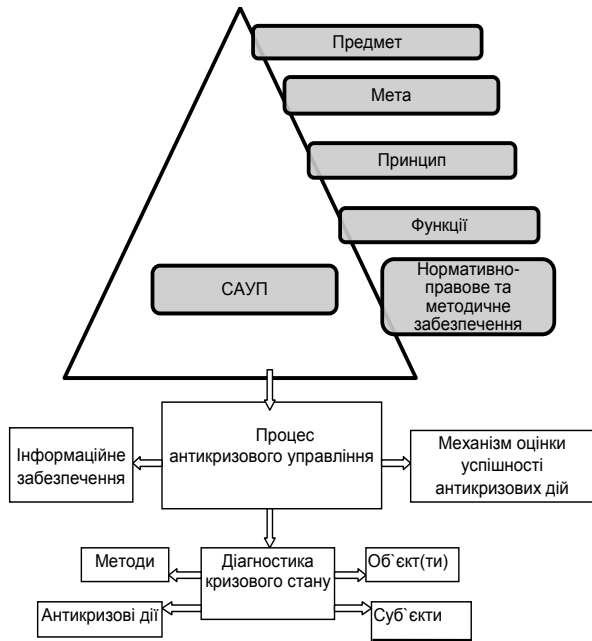 Предмет
Мета
Принцип
Функції
САУП
Нормативно-
правове та
методичне
забезпечення
Процес
антикризового управління
Інформаційне
забезпечення
Механізм оцінки
успішності
антикризових дій
Методи
Діагностика
кризового стану
Об`єкт(ти)
Антикризові дії
Суб`єкти